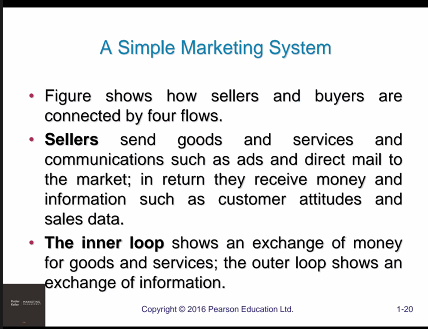 A Simple Marketing System
• Figure shows how sellers and buyers are
connected by four flows.
• Sellers send goods and services and
communications such as ads and direct mail to
the market; in return they receive money and
information such as customer attitudes and
sales data.
• The inner loop shows an exchange of money
for goods and services; the outer loop shows an
exchange of information.
Copyright © 2016 Pearson Education Ltd.
1-20